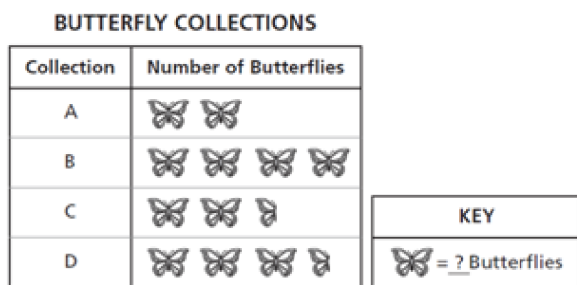 BUTTERFLY COLLECTIONS
Collection Number of Butterflies
A
B
C
D
KEY
= ? Butterflies